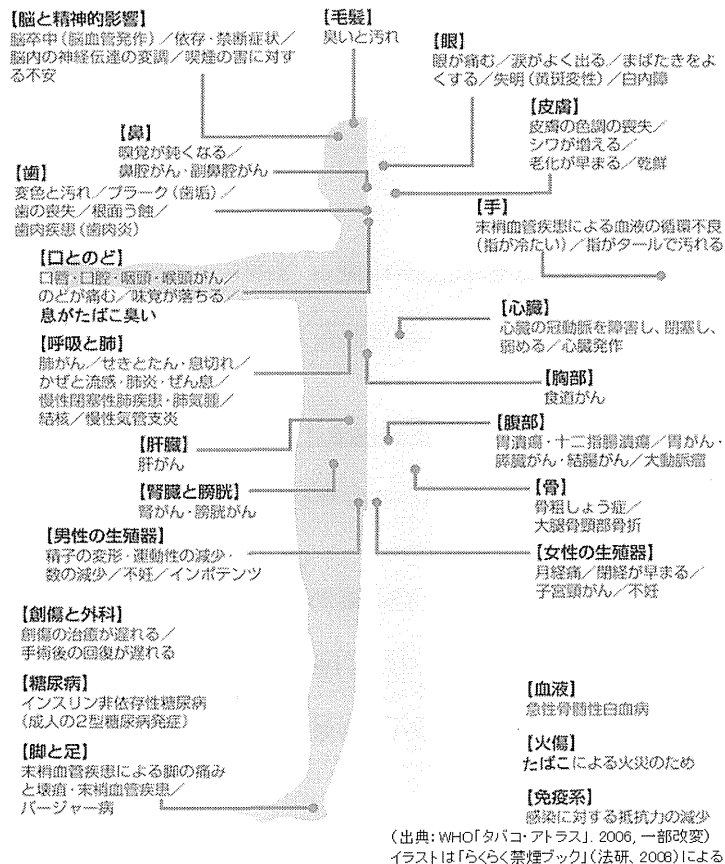 【脳と精神的影響】
脳卒中（脳血管発作）／依存・禁断症状／
脳内の神経伝達の変調／喫煙の害に対す
る不安
【毛髪】
臭いと汚れ
【眼】
眼が痛む／涙がよく出る／まばたきをよ
くする／失明（黄斑変性）／白内障
【鼻】
嗅覚が鈍くなる／
鼻腔がん・副鼻腔がん
【皮膚】
皮膚の色調の喪失／
シワが増える／
老化が早まる／乾鮮
【歯】
変色と汚れ／プラーク（歯垢）／
歯の喪失／根面う蝕／
歯肉疾患（歯肉炎）
【手】
末梢血管疾患による血液の循環不良
（指が冷たい）／指がタールで汚れる
【口とのど】
口唇・口腔・咽頭・喉頭がん／
のどが痛む／味覚が落ちる／
息がたばこ臭い
【心臓】
心臓の冠動脈を障害し、閉塞し、
弱める／心臓発作
【呼吸と肺】
肺がん／せきとたん・息切れ／
かぜと流感・肺炎・ぜん息／
慢性閉塞性肺疾患・肺気腫／
結核／慢性気管支炎
【胸部】
食道がん
【腹部】
胃潰瘍・十二指腸潰瘍／胃がん・
膵臓がん・結腸がん／大動脈瘤
【肝臓】
肝がん
【腎臓と膀胱】
腎がん・膀胱がん
【骨】
骨粗しょう症／
大腿骨頸部骨折
【男性の生殖器】
精子の変形・運動性の減少・
数の減少／不妊／インポテンツ
【女性の生殖器】
月経痛／閉経が早まる／
子宮頸がん／不妊
【創傷と外科】
創傷の治癒が遅れる／
手術後の回復が遅れる
【糖尿病】
インスリン非依存性糖尿病
（成人の2型糖尿病発症）
【血液】
急性骨髄性白血病
【脚と足】
末梢血管疾患による脚の痛み
と壊疽・末梢血管疾患／
バージャー病
【火傷】
たばこによる火災のため
【免疫系】
感染に対する抵抗力の減少
（出典：WHO「タバコ・アトラス」. 2006, 一部改変）
イラストは「らくらく禁煙ブック」（法研、2008）による